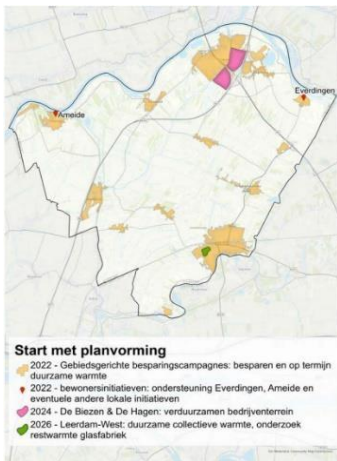 Everdingen
Ameide
Start met planvorming
2022 - Gebiedsgerichte besparingscampagnes: besparen en op termijn
duurzame warmte
2022 - bewonersinitiatieven: ondersteuning Everdingen, Ameide en
eventuele andere lokale initiatieven
2024 - De Biezen & De Hagen: verduurzamen bedrijventerrein
2026 - Leerdam-West: duurzame collectieve warmte, onderzoek
restwarmte glasfabriek